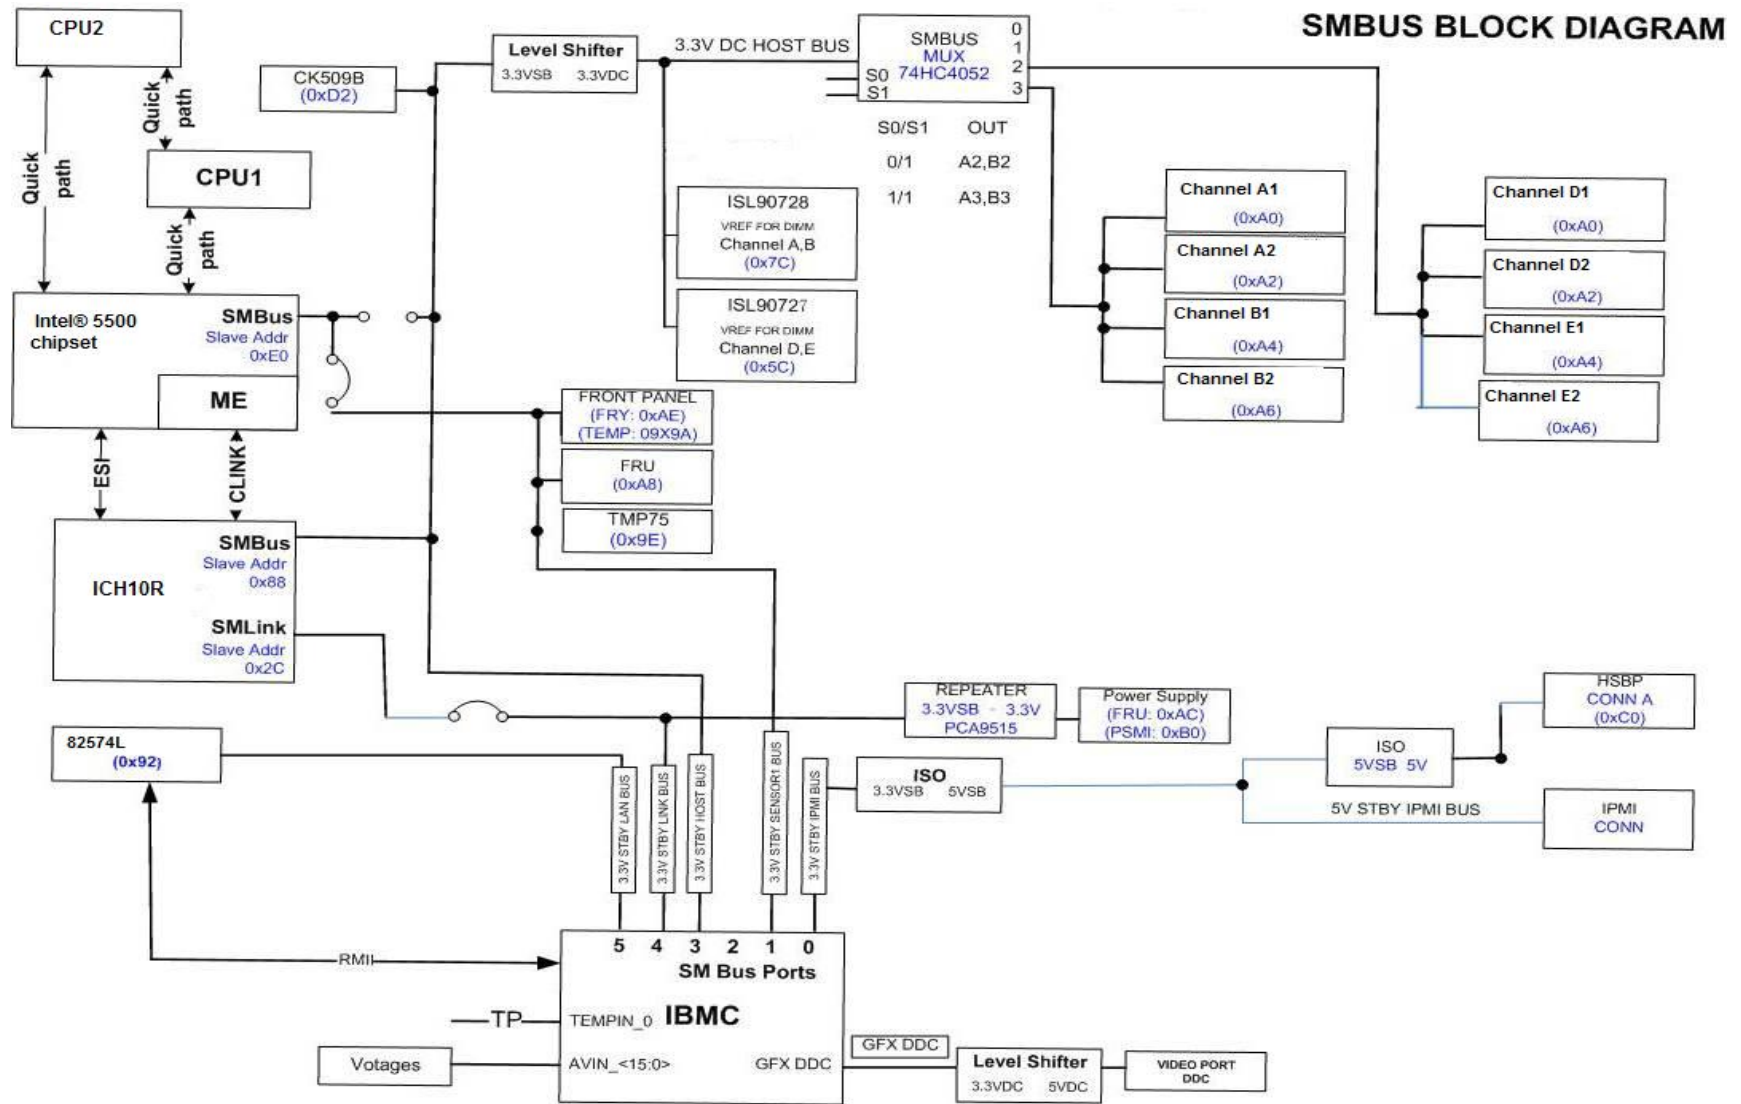 SMBUS BLOCK DIAGRAM
CPU2
Quick
path
Quick
path
CPU1
Quick
path
CK509B
(0xD2)
Level Shifter
3.3VSB 3.3VDC
3.3V DC HOST BUS
SMBUS
MUX
74HC4052
S0
S1
0
1
2
3
S0/S1 OUT
0/1 A2,B2
1/1 A3,B3
ISL90728
VREF FOR DIMM
Channel A,B
(0x7C)
ISL90727
VREF FOR DIMM
Channel D,E
(0x5C)
Channel A1
(0xA0)
Channel A2
(0xA2)
Channel B1
(0xA4)
Channel B2
(0xA6)
Channel D1
(0xA0)
Channel D2
(0xA2)
Channel E1
(0xA4)
Channel E2
(0xA6)
Intel® 5500
chipset
SMBus
Slave Addr
0xE0
ME
ESI
CLINK
FRONT PANEL
(FRY: 0xAE)
(TEMP: 09X9A)
FRU
(0xA8)
TMP75
(0x9E)
ICH10R
SMBus
Slave Addr
0x88
SMLink
Slave Addr
0x2C
REPEATER
3.3VSB - 3.3V
PCA9515
Power Supply
(FRU: 0xAC)
(PSMI: 0xB0)
HSBP
CONN A
(0xC0)
ISO
5VSB 5V
82574L
(0x92)
ISO
3.3VSB 5VSB
5V STBY IPMI BUS
IPMI
CONN
3.3V STBY LAN BUS
3.3V STBY LINK BUS
3.3V STBY HOST BUS
3.3V STBY SENSOR1 BUS
3.3V STBY IPMI BUS
RMII
5 4 3 2 1 0
SM Bus Ports
IBMC
TP
TEMPIN_0
Votages
AVIN_<15:0>
GFX DDC
GFX DDC
Level Shifter
3.3VDC 5VDC
VIDEO PORT
DDC